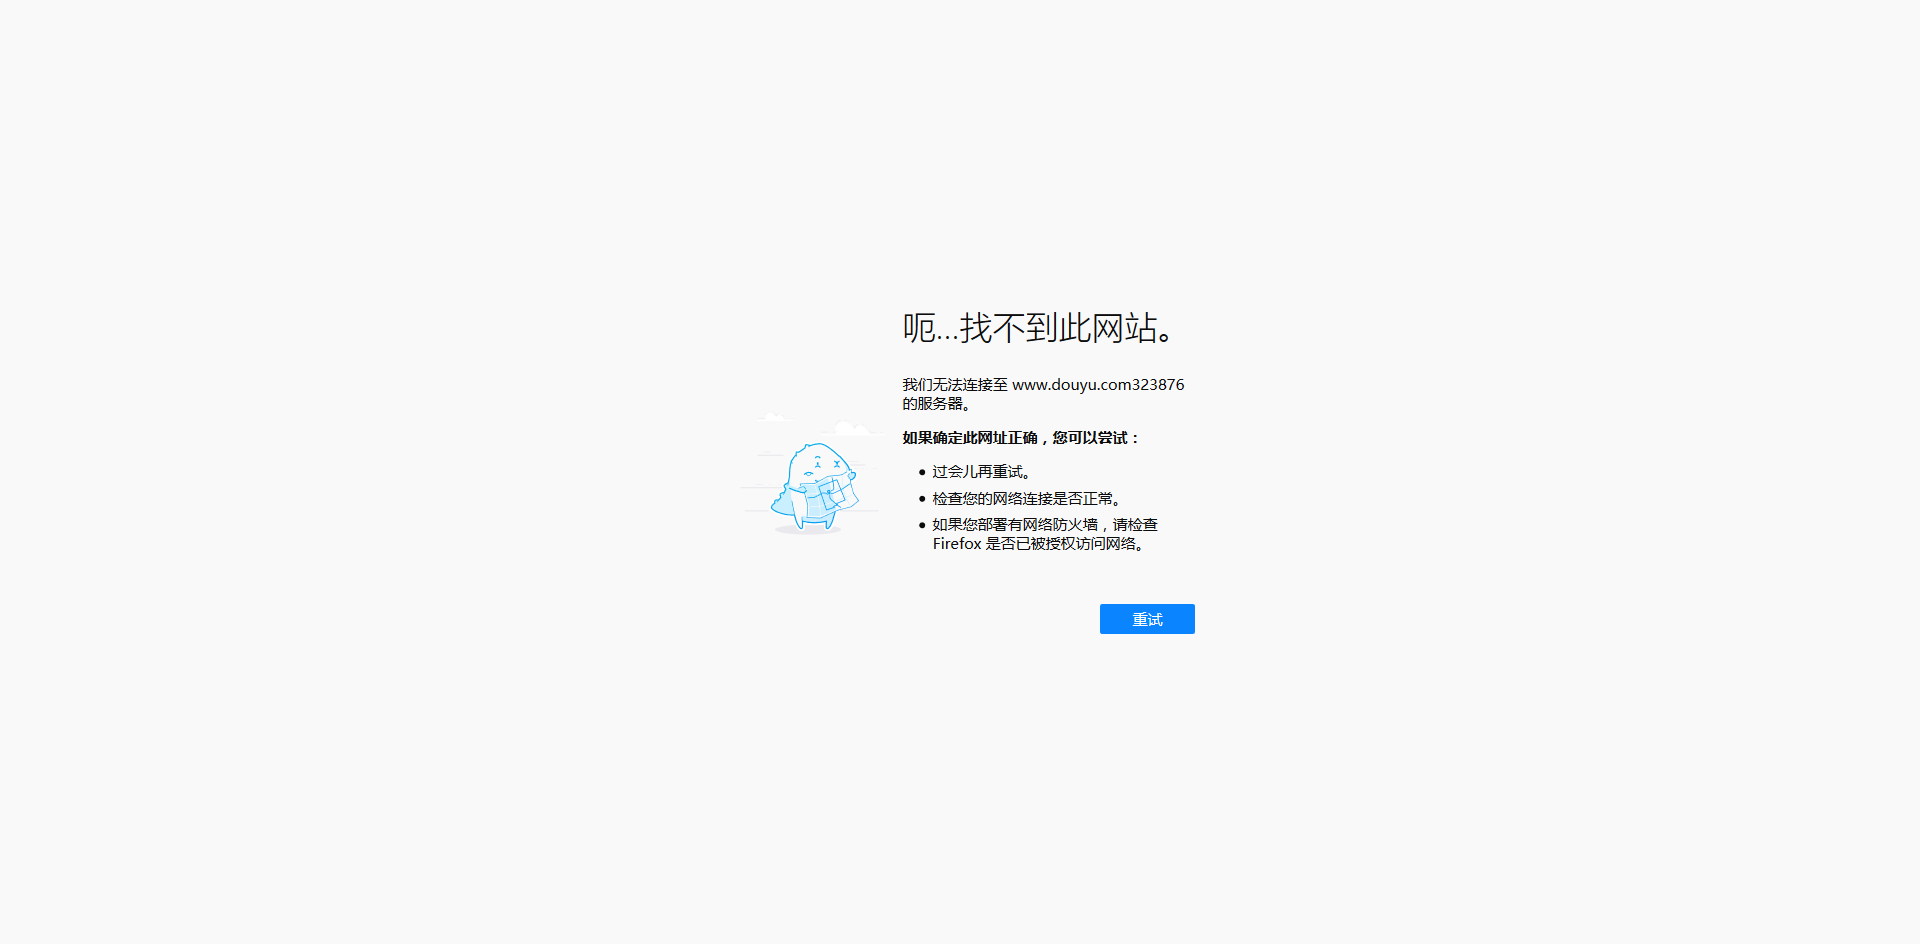 呃...找不到此网站。
我们无法连接至 www.douyu.com323876
的服务器。
如果确定此网址正确，您可以尝试：
过会儿再重试。
检查您的网络连接是否正常。
如果您部署有网络防火墙，请检查
Firefox 是否已被授权访问网络。
重试